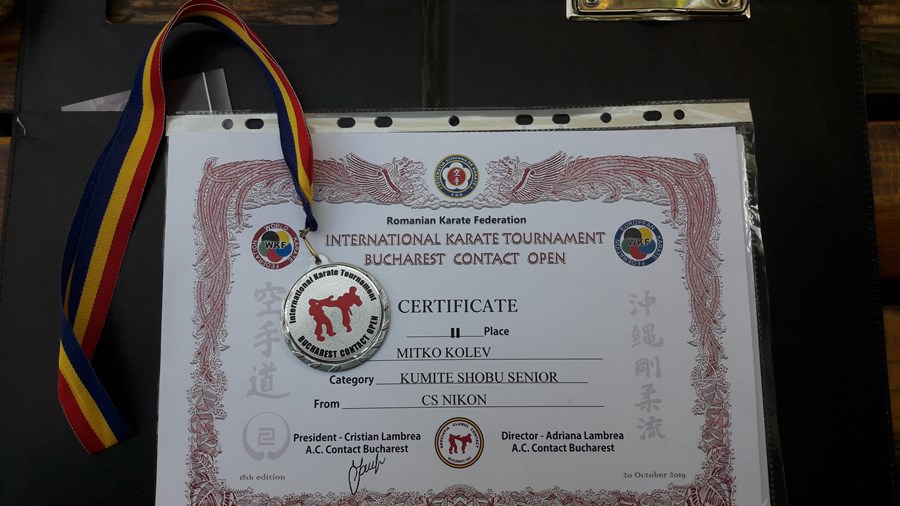 Romanian Karate Federation
INTERNATIONAL KARATE TOURNAMENT
BUCHAREST CONTACT OPEN
WKF
WKF
International Karate Tournament
BUCHAREST CONTACT OPEN
CERTIFICATE
II Place
MITKO KOLEV
Category KUMITE SHOBU SENIOR
From CS NIKON
空手道
沖縄剛柔流
President - Cristian Lambrea
A.C. Contact Bucharest
Director - Adriana Lambrea
A.C. Contact Bucharest
18th edition
20 October 2019